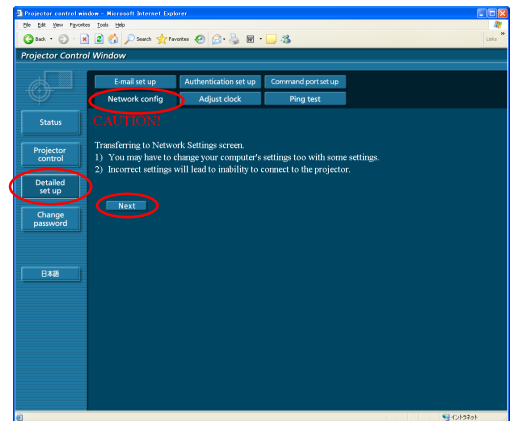 Projector control window - Microsoft Internet Explorer
File Edit View Favorites Tools Help
Back Search Favorites Links
Projector Control Window
E-mail set up Authentication set up Command port set up
Network config Adjust clock Ping test
Status
CAUTION!
Transferring to Network Settings screen.
1) You may have to change your computer's settings too with some settings.
2) Incorrect settings will lead to inability to connect to the projector.
Projector
control
Detailed
set up
Next
Change
password
日本語
イントラネット